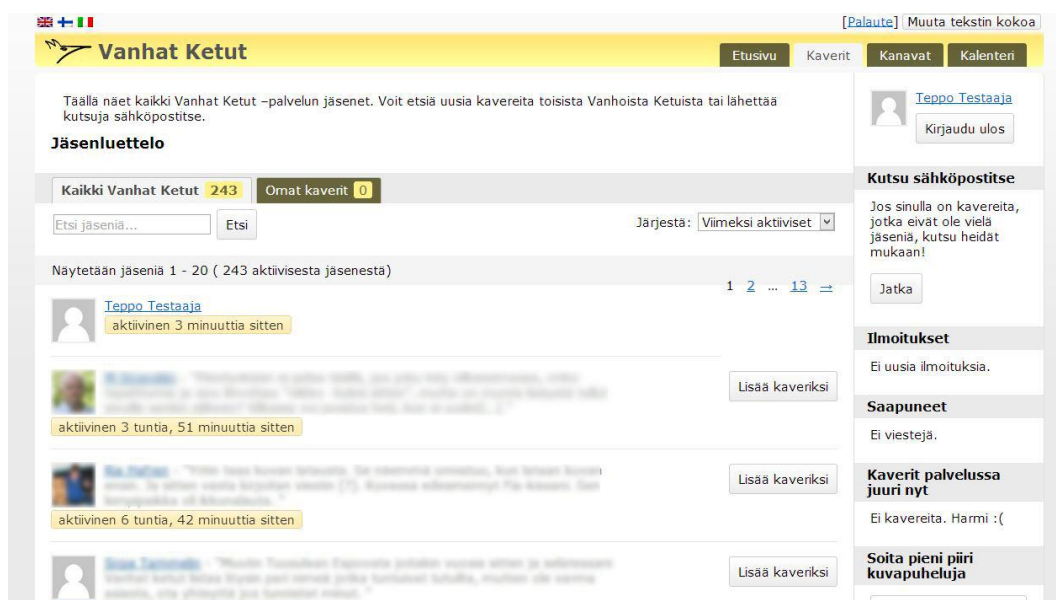 [Palaute] Muuta tekstin kokoa
Vanhat Ketut
Etusivu Kaverit Kanavat Kalenteri
Täällä näet kaikki Vanhat Ketut –palvelun jäsenet. Voit etsiä uusia kavereita toisista Vanhoista Ketuista tai lähettää
kutsuja sähköpostitse.
Jäsenluettelo
Kaikki Vanhat Ketut 243 Omat kaverit 0
Etsi jäseniä... Etsi
Järjestä: Viimeksi aktiiviset
Näytetään jäseniä 1 - 20 ( 243 aktiivisesta jäsenestä)
1 2 ... 13 →
Teppo Testaaja
aktiivinen 3 minuuttia sitten
Lisää kaveriksi
aktiivinen 3 tuntia, 51 minuuttia sitten
Lisää kaveriksi
aktiivinen 6 tuntia, 42 minuuttia sitten
Lisää kaveriksi
Teppo Testaaja
Kirjaudu ulos
Kutsu sähköpostitse
Jos sinulla on kavereita,
jotka eivät ole vielä
jäseniä, kutsu heidät
mukaan!
Jatka
Ilmoitukset
Ei uusia ilmoituksia.
Saapuneet
Ei viestejä.
Kaverit palvelussa
juuri nyt
Ei kavereita. Harmi :(
Soita pieni piiri
kuvapuheluja